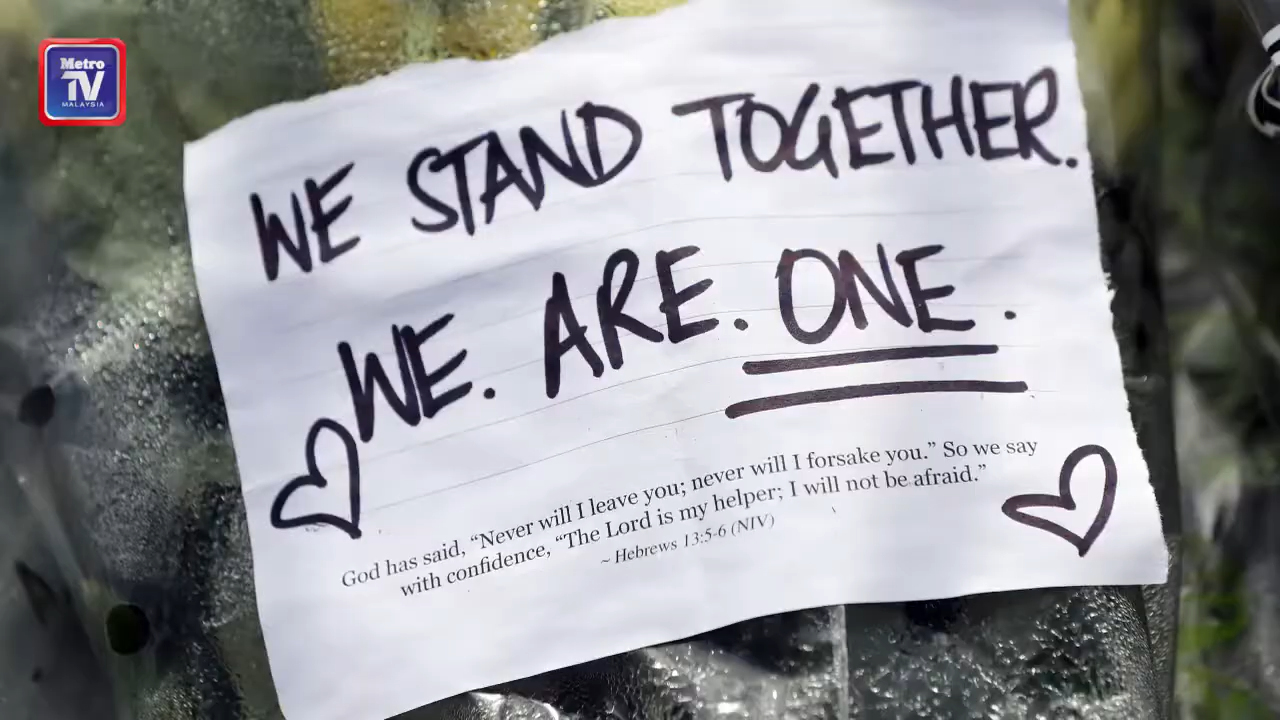 Metro
TV
MALAYSIA
WE STAND TOGETHER.
WE. ARE. ONE.
God has said, “Never will I leave you; never will I forsake you.” So we say
with confidence, “The Lord is my helper; I will not be afraid.”
~ Hebrews 13:5-6 (NIV)